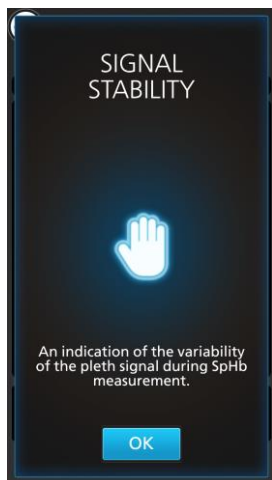 SIGNAL
STABILITY
An indication of the variability
of the pleth signal during SpHb
measurement.
OK